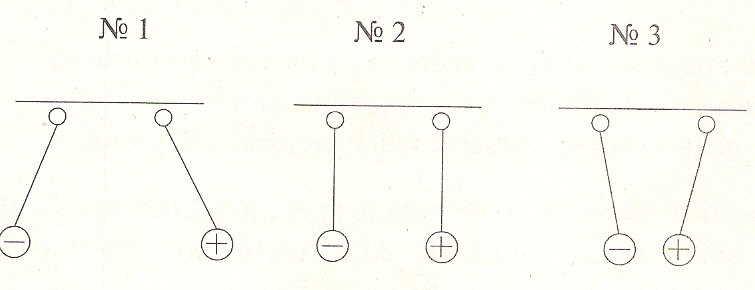 № 1 № 2 № 3
− + − + − +